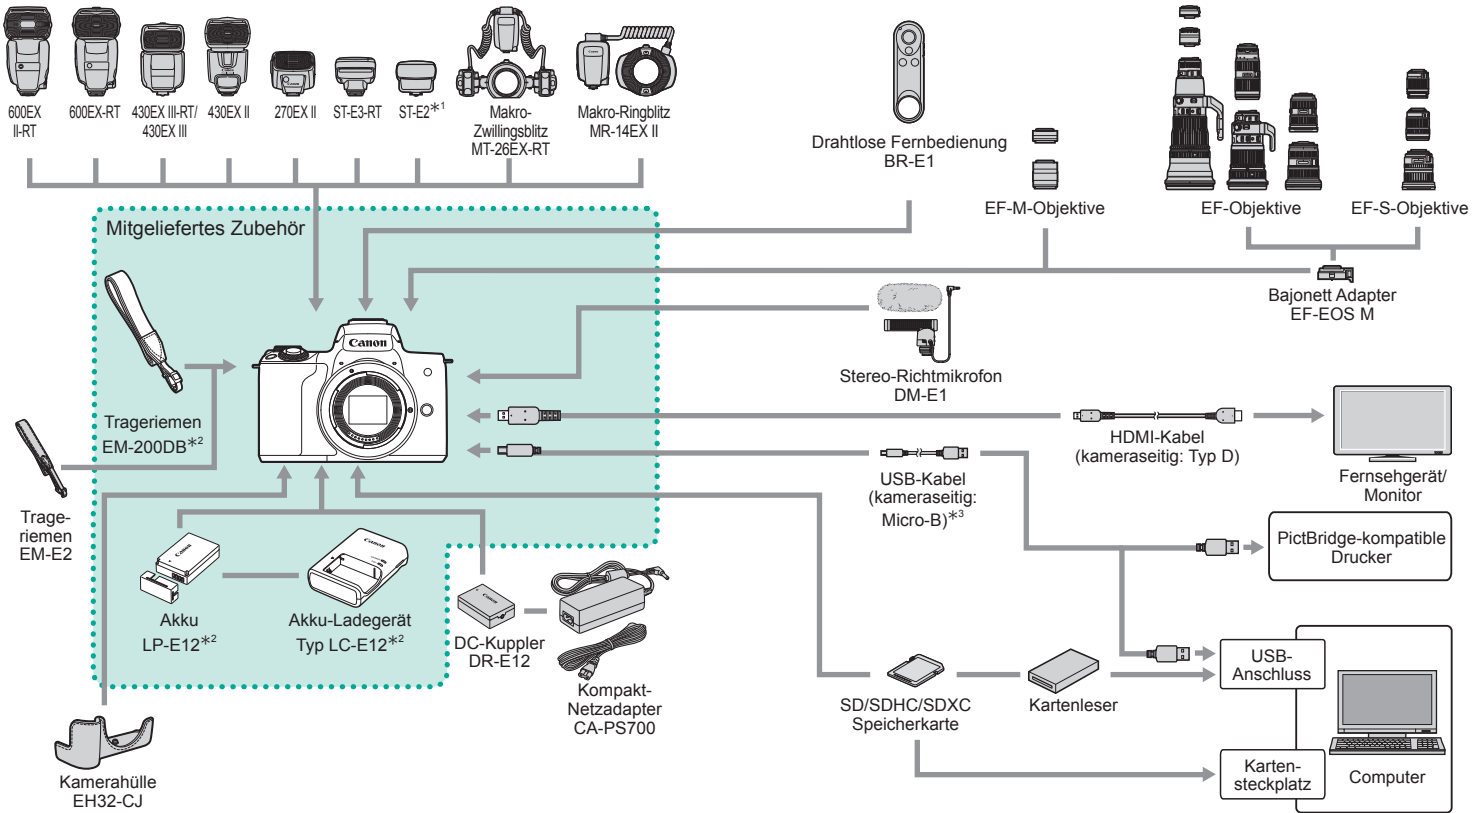 600EX
II-RT
600EX-RT
430EX III-RT/
430EX III
430EX II
270EX II
ST-E3-RT
ST-E2*1
Makro-
Zwillingsblitz
MT-26EX-RT
Makro-Ringblitz
MR-14EX II
Drahtlose Fernbedienung
BR-E1
EF-M-Objektive
EF-Objektive
EF-S-Objektive
Mitgeliefertes Zubehör
Bajonett Adapter
EF-EOS M
Canon
Stereo-Richtmikrofon
DM-E1
Trageriemen
EM-200DB*2
HDMI-Kabel
(kameraseitig: Typ D)
Fernsehgerät/
Monitor
USB-Kabel
(kameraseitig:
Micro-B)*3
Trage-
riemen
EM-E2
PictBridge-kompatible
Drucker
Canon
Canon
Canon
Akku
LP-E12*2
Akku-Ladegerät
Typ LC-E12*2
DC-Kuppler
DR-E12
Kompakt-
Netzadapter
CA-PS700
SD/SDHC/SDXC
Speicherkarte
Kartenleser
USB-
Anschluss
Karten-
steckplatz
Computer
Kamerahülle
EH32-CJ